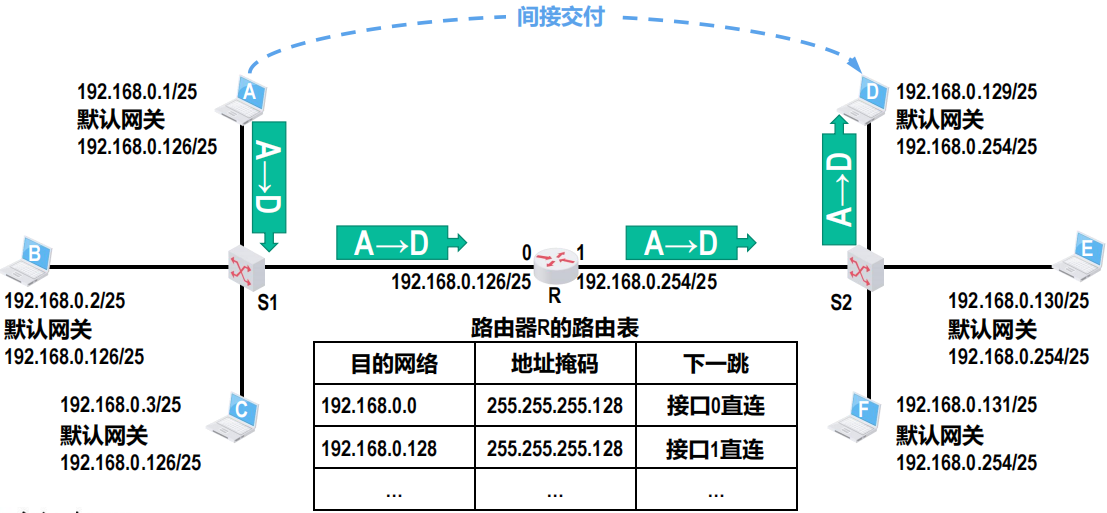 间接交付
A
192.168.0.1/25
默认网关
192.168.0.126/25
D
192.168.0.129/25
默认网关
192.168.0.254/25
A→D
A→D
A→D
A→D
B
192.168.0.2/25
默认网关
192.168.0.126/25
S1
0
1
192.168.0.126/25
192.168.0.254/25
R
S2
E
192.168.0.130/25
默认网关
192.168.0.254/25
C
192.168.0.3/25
默认网关
192.168.0.126/25
F
192.168.0.131/25
默认网关
192.168.0.254/25
路由器R的路由表
目的网络 地址掩码 下一跳
192.168.0.0 255.255.255.128 接口0直连
192.168.0.128 255.255.255.128 接口1直连
... ... ...